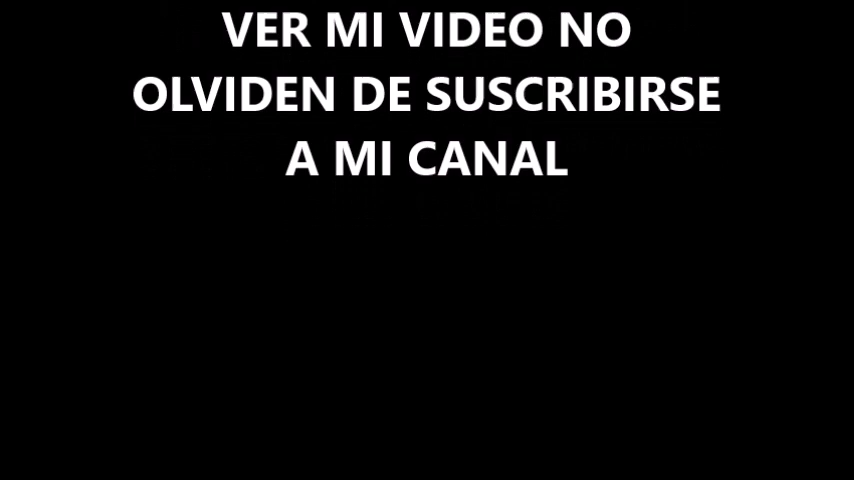 VER MI VIDEO NO
OLVIDEN DE SUSCRIBIRSE
A MI CANAL